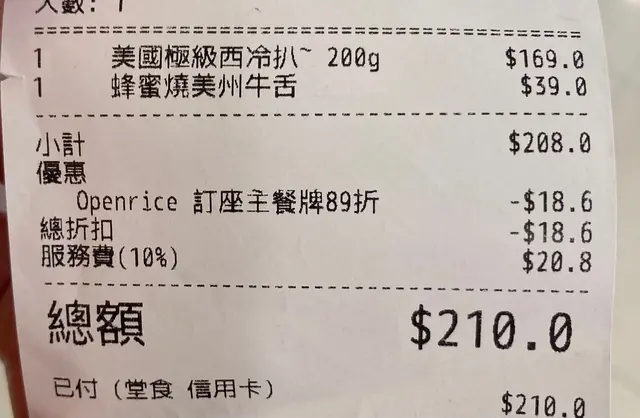 人數: 1
1 美國極級西冷扒~ 200g $169.0
1 蜂蜜燒美州牛舌 $39.0
小計 $208.0
優惠
Openrice 訂座主餐牌89折 -$18.6
總折扣 -$18.6
服務費(10%) $20.8
總額 $210.0
已付 (堂食 信用卡) $210.0